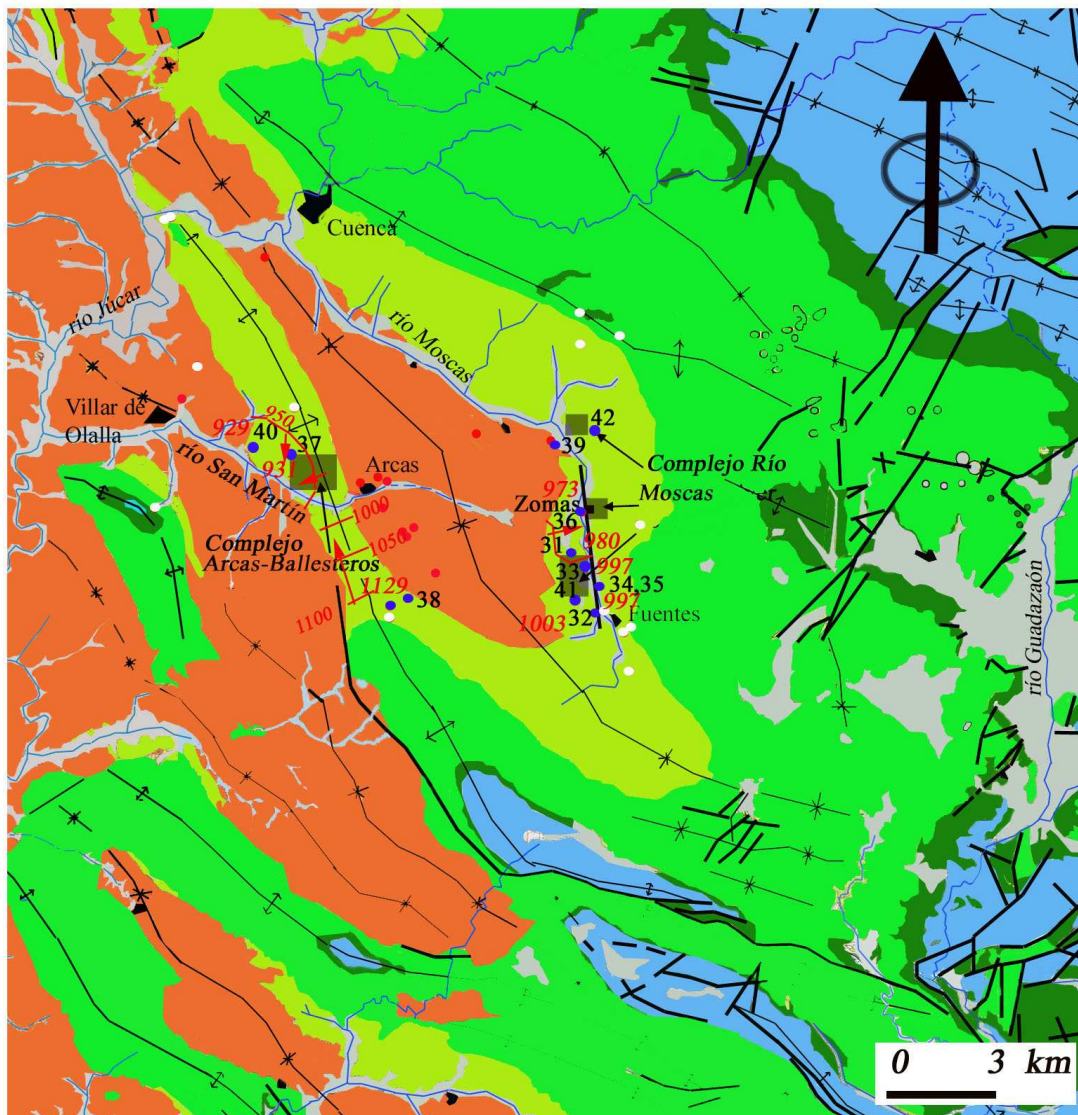 Cuenca
río Júcar
río Moscas
Villar de
Olalla
929
950
40
37
931
río San Martín
Arcas
1000
Complejo
Arcas-Ballesteros
1050
1129
38
1100
42
39
Complejo Río
Moscas
973
Zomas
36
31
980
33
997
34,35
41
997
1003
32
Fuentes
río Guadazaón
0 3 km